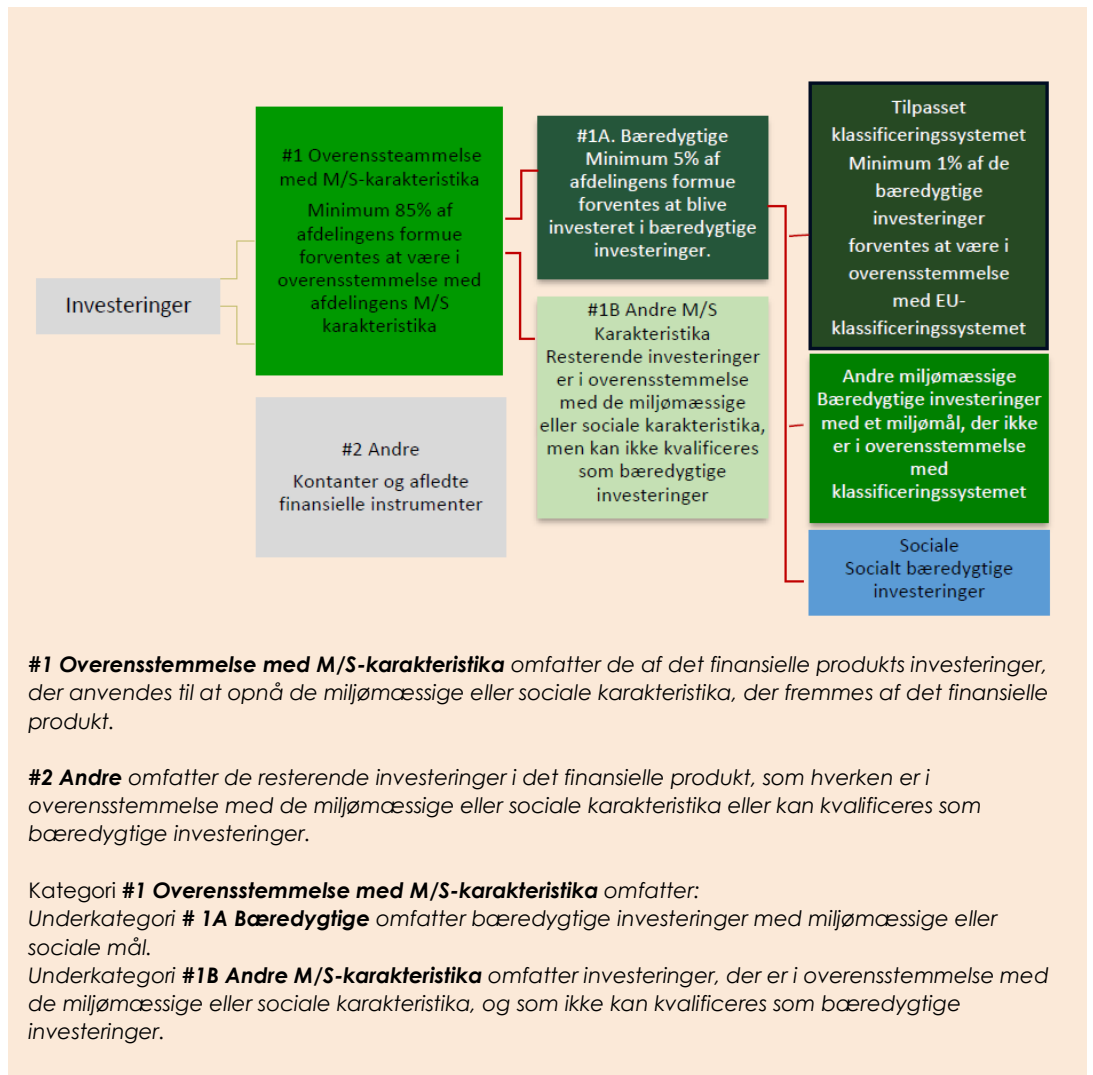 Investeringer
#1 Overenssteammelse
med M/S-karakteristika
Minimum 85% af
afdelingens formue
forventes at være i
overensstemmelse med
afdelingens M/S
karakteristika
#2 Andre
Kontanter og afledte
finansielle instrumenter
#1A. Bæredygtige
Minimum 5% af
afdelingens formue
forventes at blive
investeret i bæredygtige
investeringer.
#1B Andre M/S
Karakteristika
Resterende investeringer
er i overensstemmelse
med de miljømæssige
eller sociale karakteristika,
men kan ikke kvalificeres
som bæredygtige
investeringer
Tilpasset
klassificeringssystemet
Minimum 1% af de
bæredygtige
investeringer
forventes at være i
overensstemmelse
med EU-
klassificeringssystemet
Andre miljømæssige
Bæredygtige investeringer
med et miljømål, der ikke
er i overensstemmelse
med
klassificeringssystemet
Sociale
Socialt bæredygtige
investeringer
#1 Overensstemmelse med M/S-karakteristika omfatter de af det finansielle produkts investeringer,
der anvendes til at opnå de miljømæssige eller sociale karakteristika, der fremmes af det finansielle
produkt.
#2 Andre omfatter de resterende investeringer i det finansielle produkt, som hverken er i
overensstemmelse med de miljømæssige eller sociale karakteristika eller kan kvalificeres som
bæredygtige investeringer.
Kategori #1 Overensstemmelse med M/S-karakteristika omfatter:
Underkategori # 1A Bæredygtige omfatter bæredygtige investeringer med miljømæssige eller
sociale mål.
Underkategori #1B Andre M/S-karakteristika omfatter investeringer, der er i overensstemmelse med
de miljømæssige eller sociale karakteristika, og som ikke kan kvalificeres som bæredygtige
investeringer.